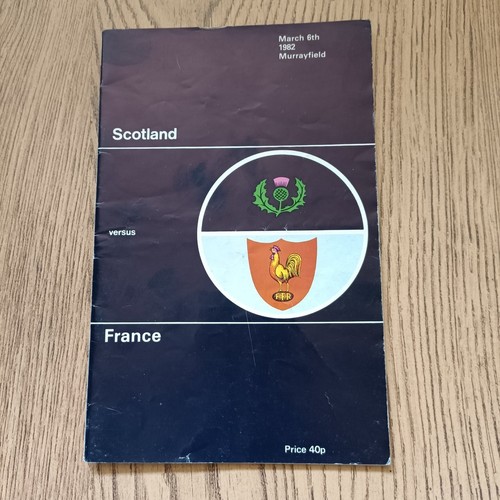 March 6th
1982
Murrayfield
Scotland
versus
France
Price 40p